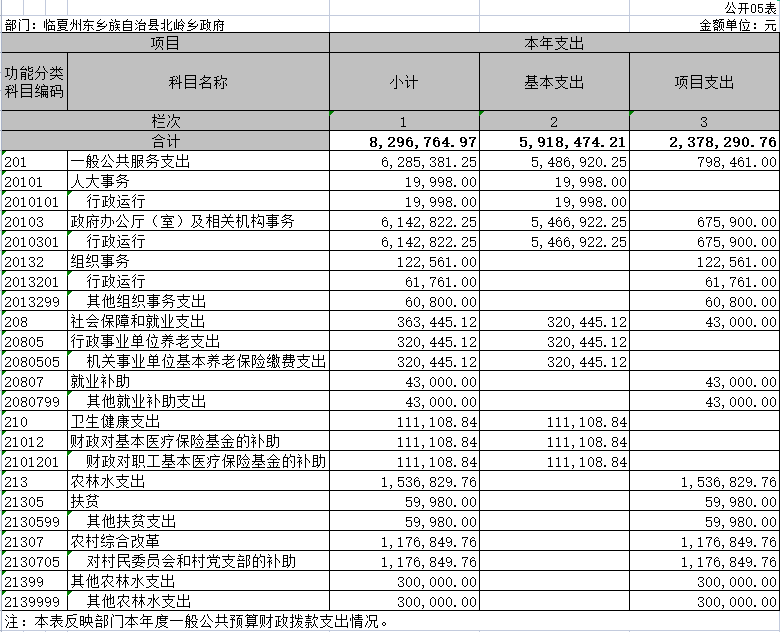 公开05表
部门：临夏州东乡族自治县北岭乡政府 金额单位：元
项目 本年支出
功能分类科目编码 科目名称 小计 基本支出 项目支出
栏次 1 2 3
合计 8,296,764.97 5,918,474.21 2,378,290.76
201 一般公共服务支出 6,285,381.25 5,486,920.25 798,461.00
20101 人大事务 19,998.00 19,998.00
2010101 行政运行 19,998.00 19,998.00
20103 政府办公厅（室）及相关机构事务 6,142,822.25 5,466,922.25 675,900.00
2010301 行政运行 6,142,822.25 5,466,922.25 675,900.00
20132 组织事务 122,561.00 122,561.00
2013201 行政运行 61,761.00 61,761.00
2013299 其他组织事务支出 60,800.00 60,800.00
208 社会保障和就业支出 363,445.12 320,445.12 43,000.00
20805 行政事业单位养老支出 320,445.12 320,445.12
2080505 机关事业单位基本养老保险缴费支出 320,445.12 320,445.12
20807 就业补助 43,000.00 43,000.00
2080799 其他就业补助支出 43,000.00 43,000.00
210 卫生健康支出 111,108.84 111,108.84
21012 财政对基本医疗保险基金的补助 111,108.84 111,108.84
2101201 财政对职工基本医疗保险基金的补助 111,108.84 111,108.84
213 农林水支出 1,536,829.76 1,536,829.76
21305 扶贫 59,980.00 59,980.00
2130599 其他扶贫支出 59,980.00 59,980.00
21307 农村综合改革 1,176,849.76 1,176,849.76
2130705 对村民委员会和村党支部的补助 1,176,849.76 1,176,849.76
21399 其他农林水支出 300,000.00 300,000.00
2139999 其他农林水支出 300,000.00 300,000.00
注：本表反映部门本年度一般公共预算财政拨款支出情况。